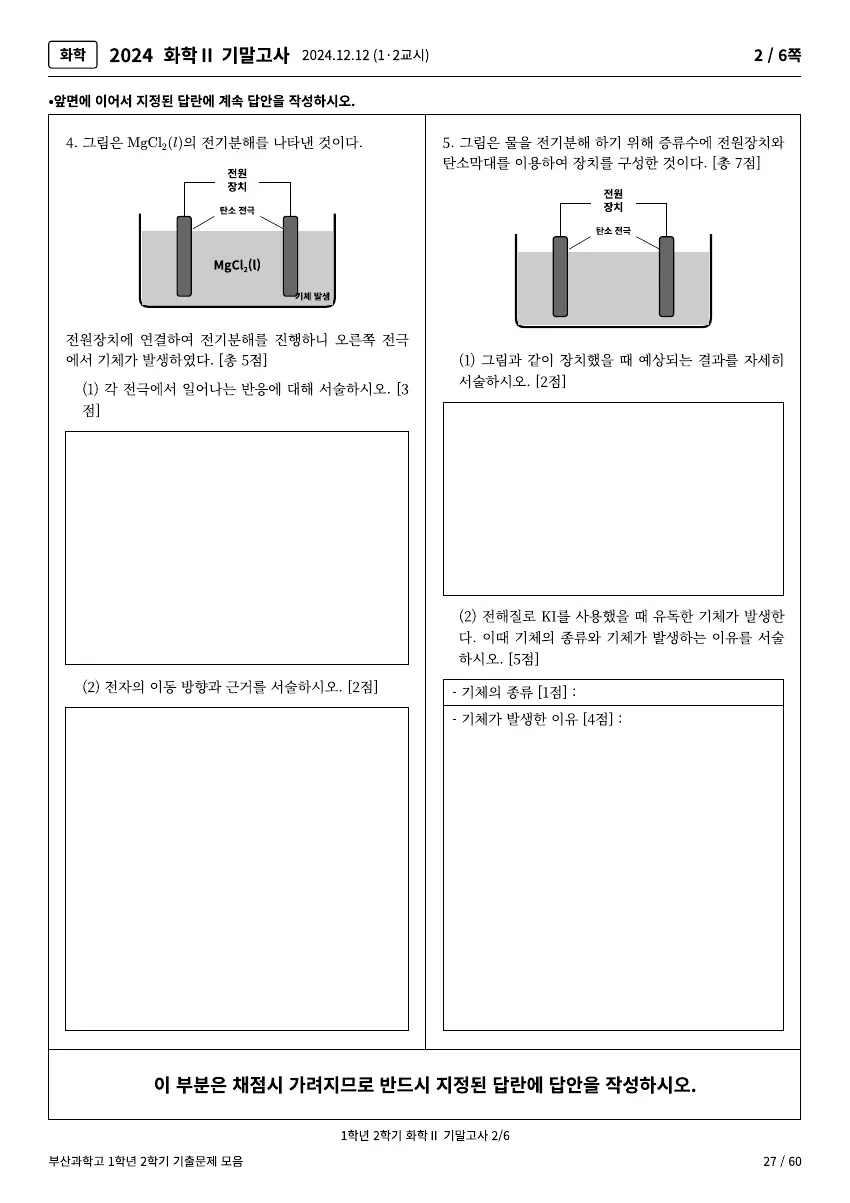 화학 2024 화학Ⅱ 기말고사 2024.12.12 (1·2교시) 2 / 6쪽
•앞면에 이어서 지정된 답란에 계속 답안을 작성하시오.
4. 그림은 MgCl₂(l)의 전기분해를 나타낸 것이다.
전원
장치
탄소 전극
MgCl₂(l)
기체 발생
전원장치에 연결하여 전기분해를 진행하니 오른쪽 전극
에서 기체가 발생하였다. [총 5점]
(1) 각 전극에서 일어나는 반응에 대해 서술하시오. [3
점]
(2) 전자의 이동 방향과 근거를 서술하시오. [2점]
5. 그림은 물을 전기분해 하기 위해 증류수에 전원장치와
탄소막대를 이용하여 장치를 구성한 것이다. [총 7점]
전원
장치
탄소 전극
(1) 그림과 같이 장치했을 때 예상되는 결과를 자세히
서술하시오. [2점]
(2) 전해질로 KI를 사용했을 때 유독한 기체가 발생한
다. 이때 기체의 종류와 기체가 발생하는 이유를 서술
하시오. [5점]
- 기체의 종류 [1점] :
- 기체가 발생한 이유 [4점] :
이 부분은 채점시 가려지므로 반드시 지정된 답란에 답안을 작성하시오.
1학년 2학기 화학Ⅱ 기말고사 2/6
부산과학고 1학년 2학기 기출문제 모음 27 / 60